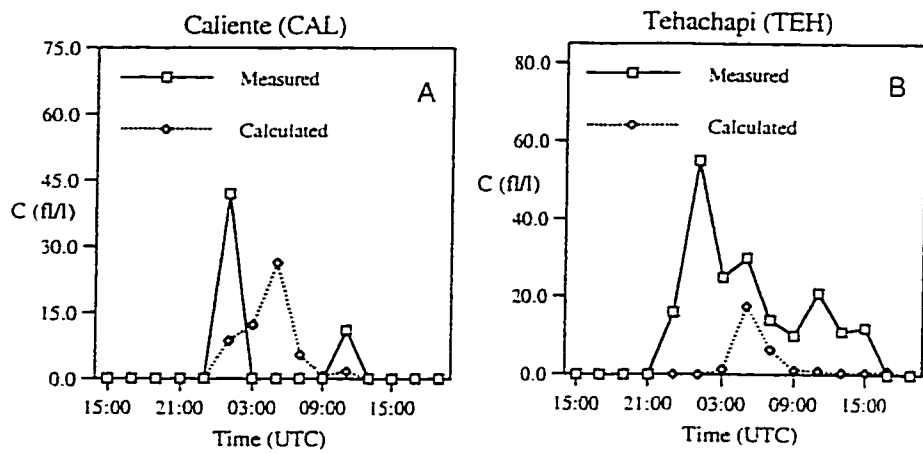 Caliente (CAL)
75.0
60.0
45.0
C (fl/l)
30.0
15.0
0.0
Measured
Calculated
A
15:00 21:00 03:00 09:00 15:00
Time (UTC)
Tehachapi (TEH)
80.0
60.0
C (fl/l)
40.0
20.0
0.0
Measured
Calculated
B
15:00 21:00 03:00 09:00 15:00
Time (UTC)